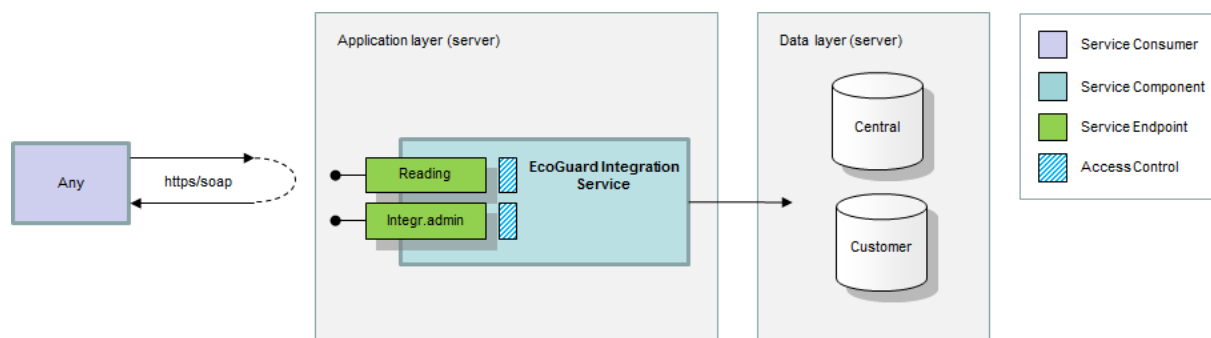 Application layer (server)
Data layer (server)
Service Consumer
Service Component
Service Endpoint
Access Control
Any
https/soap
Reading
Integr.admin
EcoGuard Integration
Service
Central
Customer